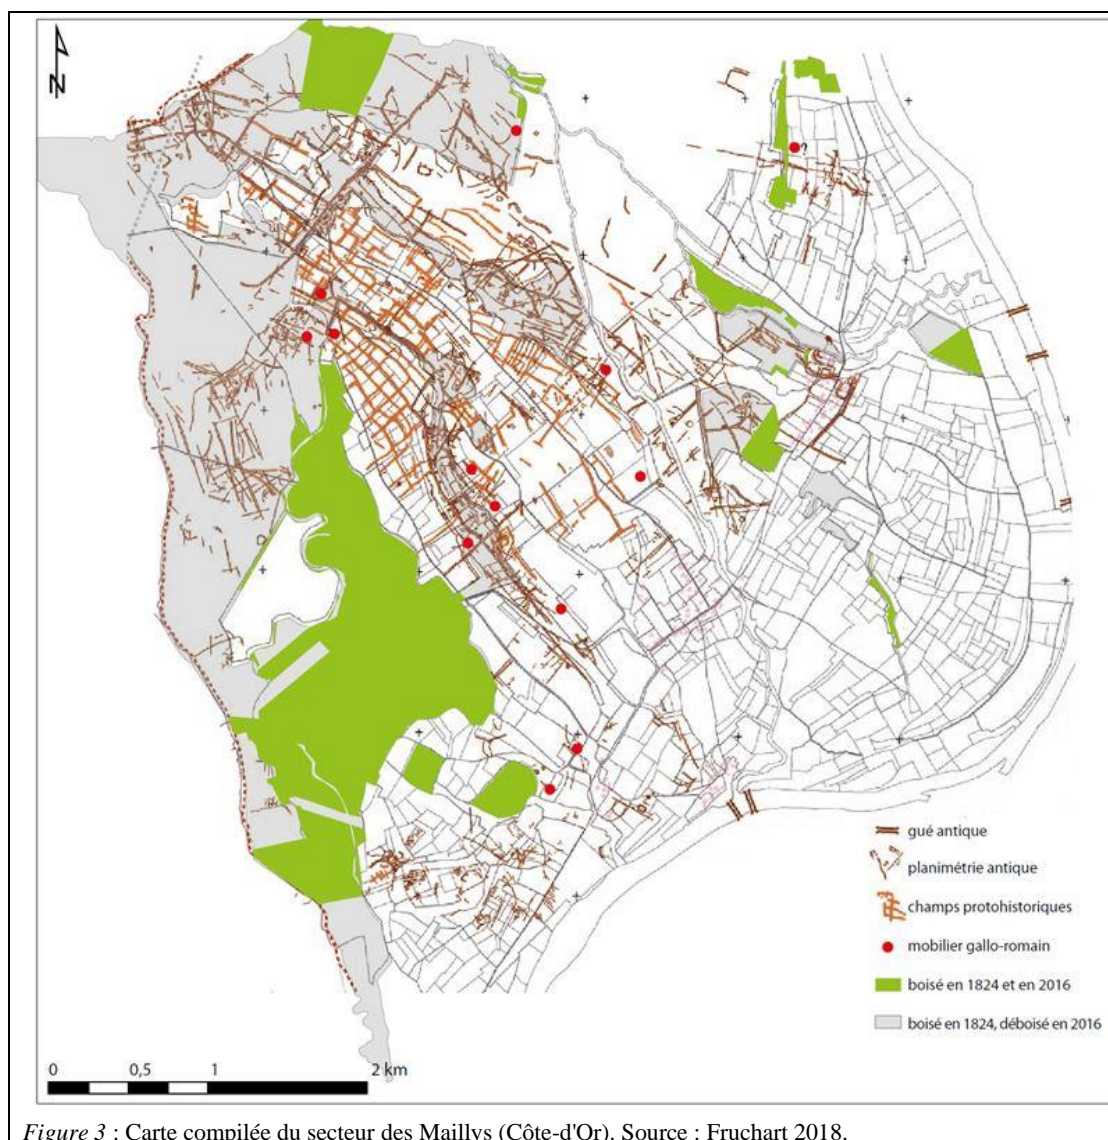 N
?
gué antique
planimétrie antique
champs protohistoriques
mobilier gallo-romain
boisé en 1824 et en 2016
boisé en 1824, déboisé en 2016
0 0,5 1 2 km
Figure 3 : Carte compilée du secteur des Maillys (Côte-d'Or). Source : Fruchart 2018.